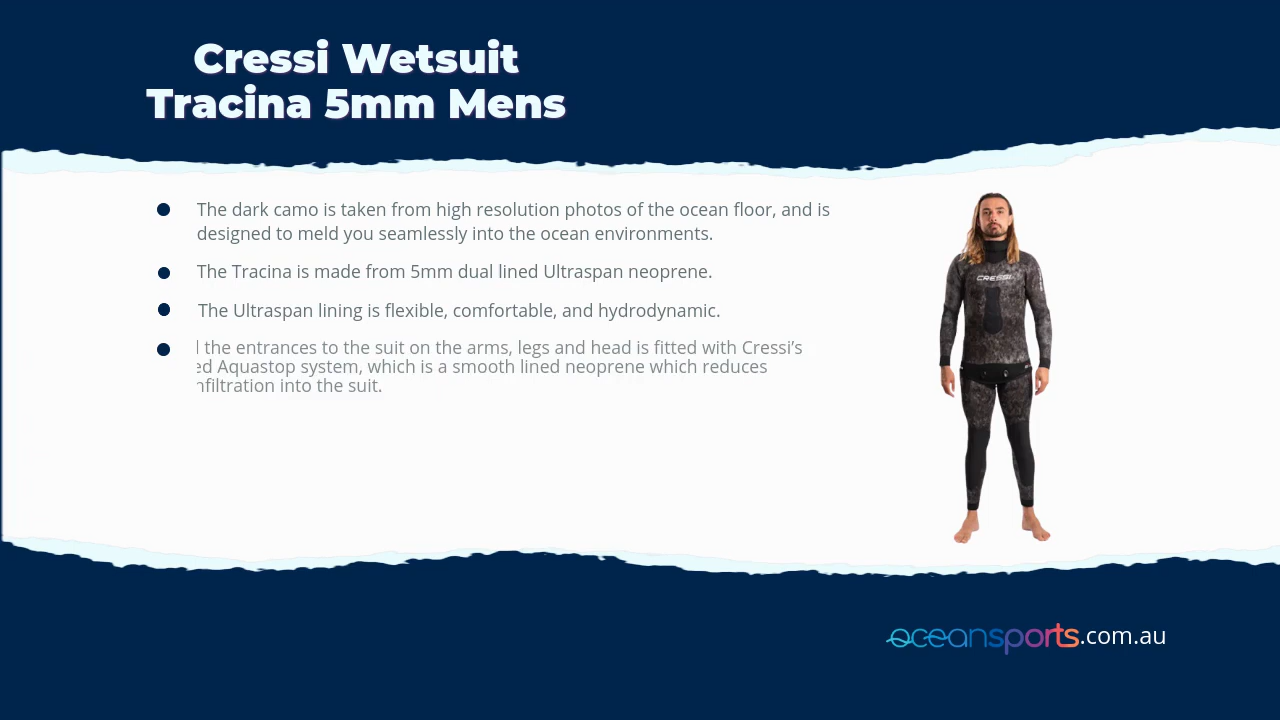 Cressi Wetsuit
Tracina 5mm Mens
The dark camo is taken from high resolution photos of the ocean floor, and is
designed to meld you seamlessly into the ocean environments.
The Tracina is made from 5mm dual lined Ultraspan neoprene.
The Ultraspan lining is flexible, comfortable, and hydrodynamic.
the entrances to the suit on the arms, legs and head is fitted with Cressi’s
Aquastop system, which is a smooth lined neoprene which reduces
into the suit.
CRESSI
oceansports.com.au